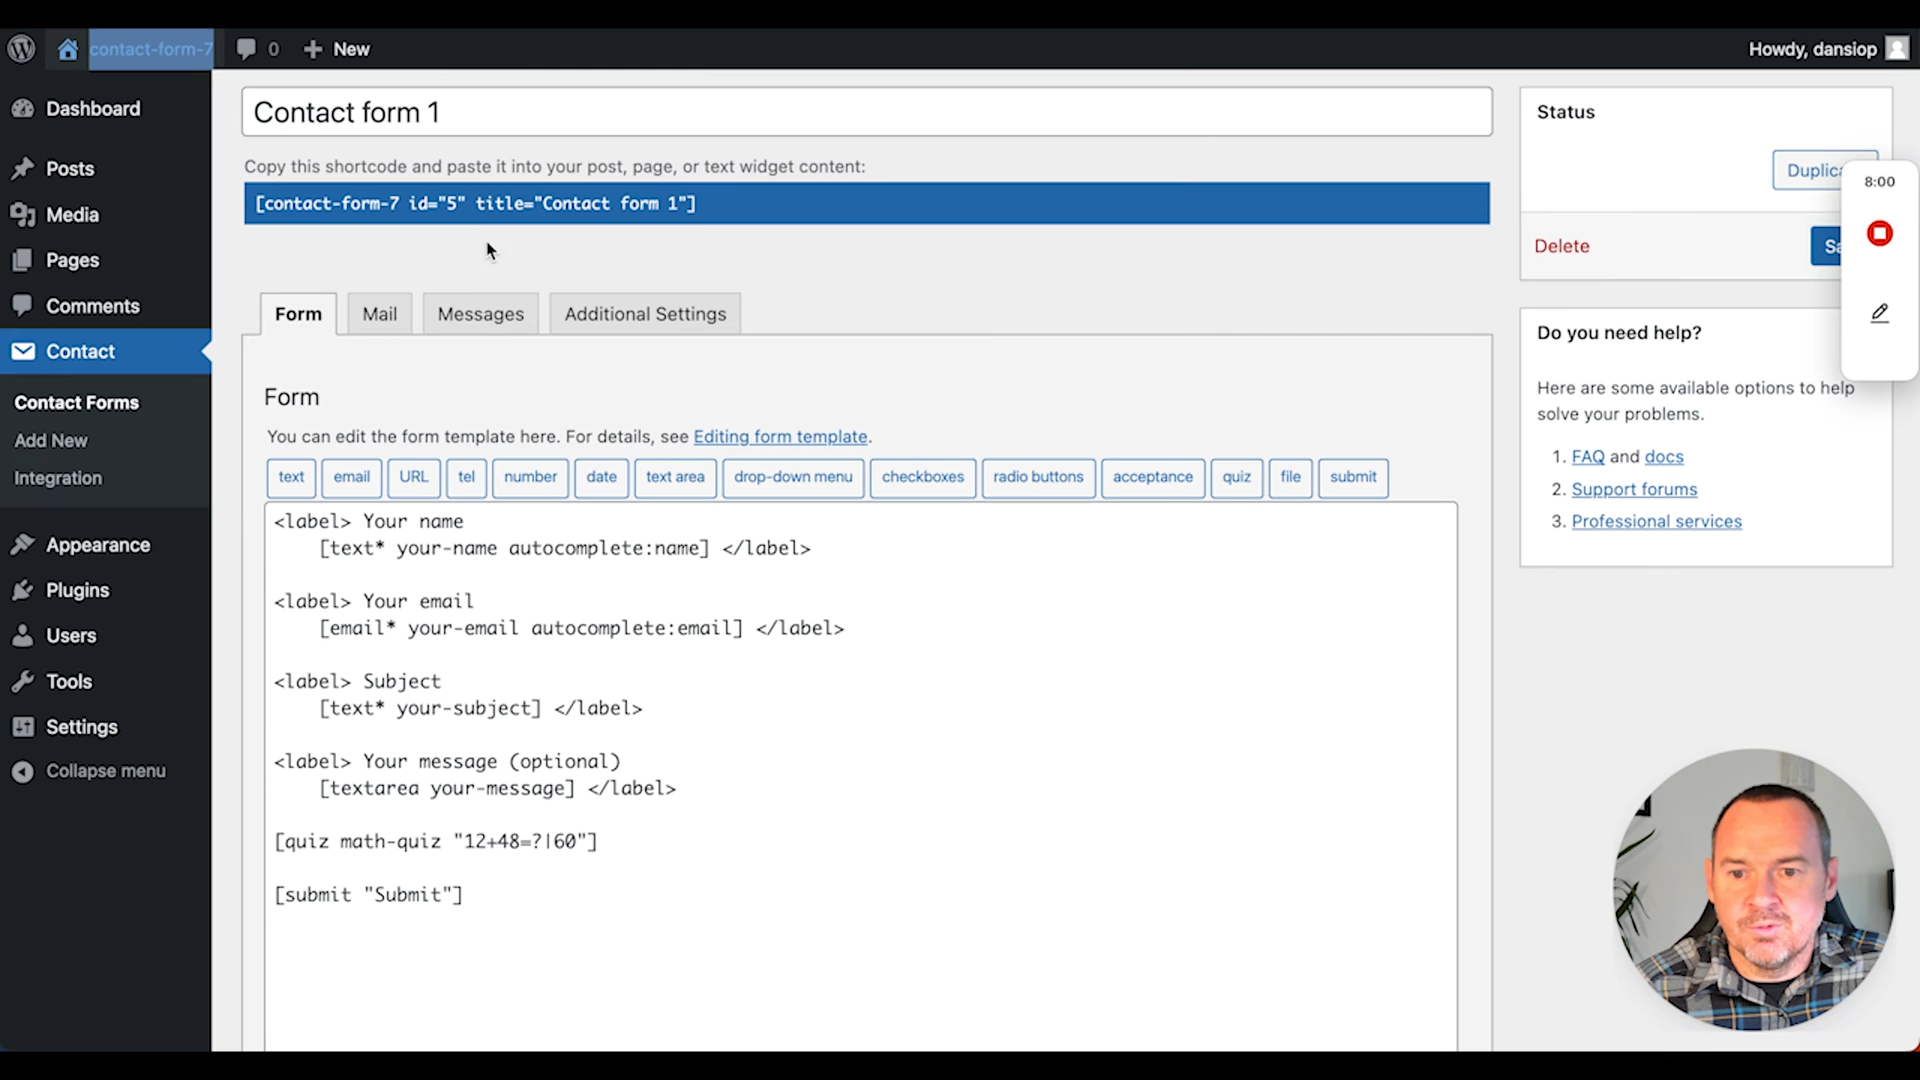 contact-form-7
0
New
Howdy, dansiop
Dashboard
Posts
Media
Pages
Comments
Contact
Contact Forms
Add New
Integration
Appearance
Plugins
Users
Tools
Settings
Collapse menu
Contact form 1
Copy this shortcode and paste it into your post, page, or text widget content:
[contact-form-7 id="5" title="Contact form 1"]
Form
Mail
Messages
Additional Settings
Form
You can edit the form template here. For details, see Editing form template.
text email URL tel number date text area drop-down menu checkboxes radio buttons acceptance quiz file submit
<label> Your name
[text* your-name autocomplete:name] </label>
<label> Your email
[email* your-email autocomplete:email] </label>
<label> Subject
[text* your-subject] </label>
<label> Your message (optional)
[textarea your-message] </label>
[quiz math-quiz "12+48=?|60"]
[submit "Submit"]
Status
Delete
8:00
Do you need help?
Here are some available options to help
solve your problems.
1. FAQ and docs
2. Support forums
3. Professional services